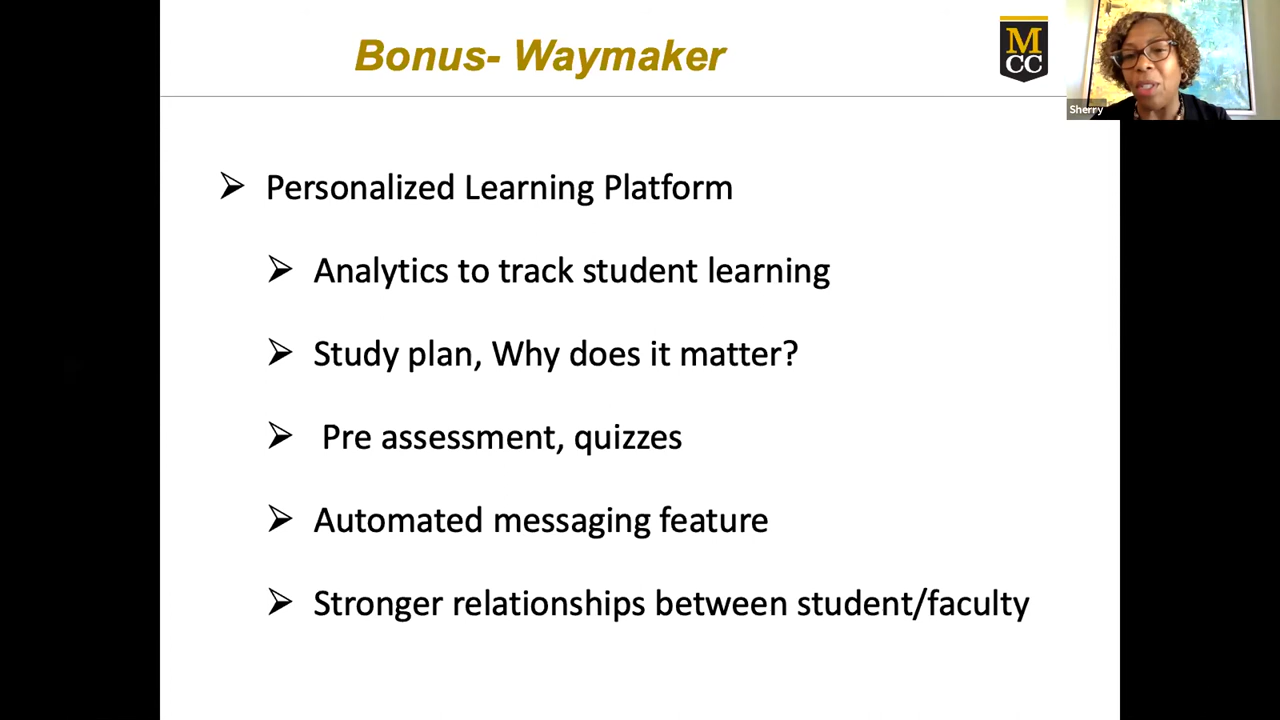 Bonus- Waymaker
M
CC
Sherry
Personalized Learning Platform
Analytics to track student learning
Study plan, Why does it matter?
Pre assessment, quizzes
Automated messaging feature
Stronger relationships between student/faculty